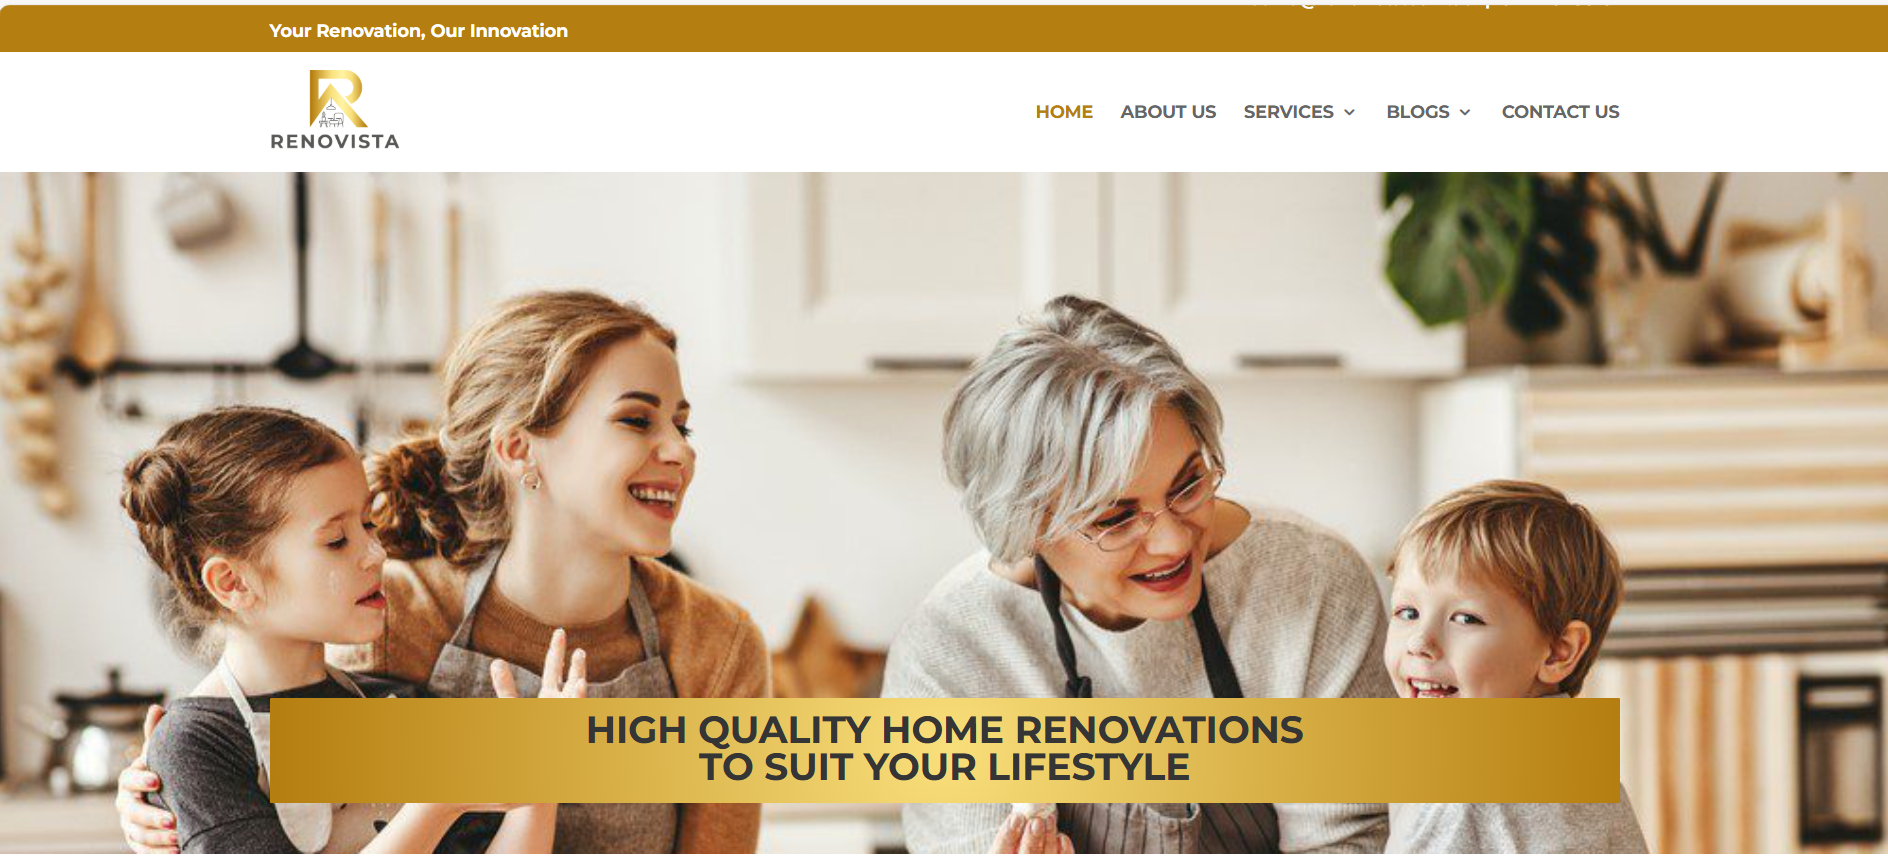 Your Renovation, Our Innovation
RENOVISTA
HOME ABOUT US SERVICES BLOGS CONTACT US
HIGH QUALITY HOME RENOVATIONS
TO SUIT YOUR LIFESTYLE